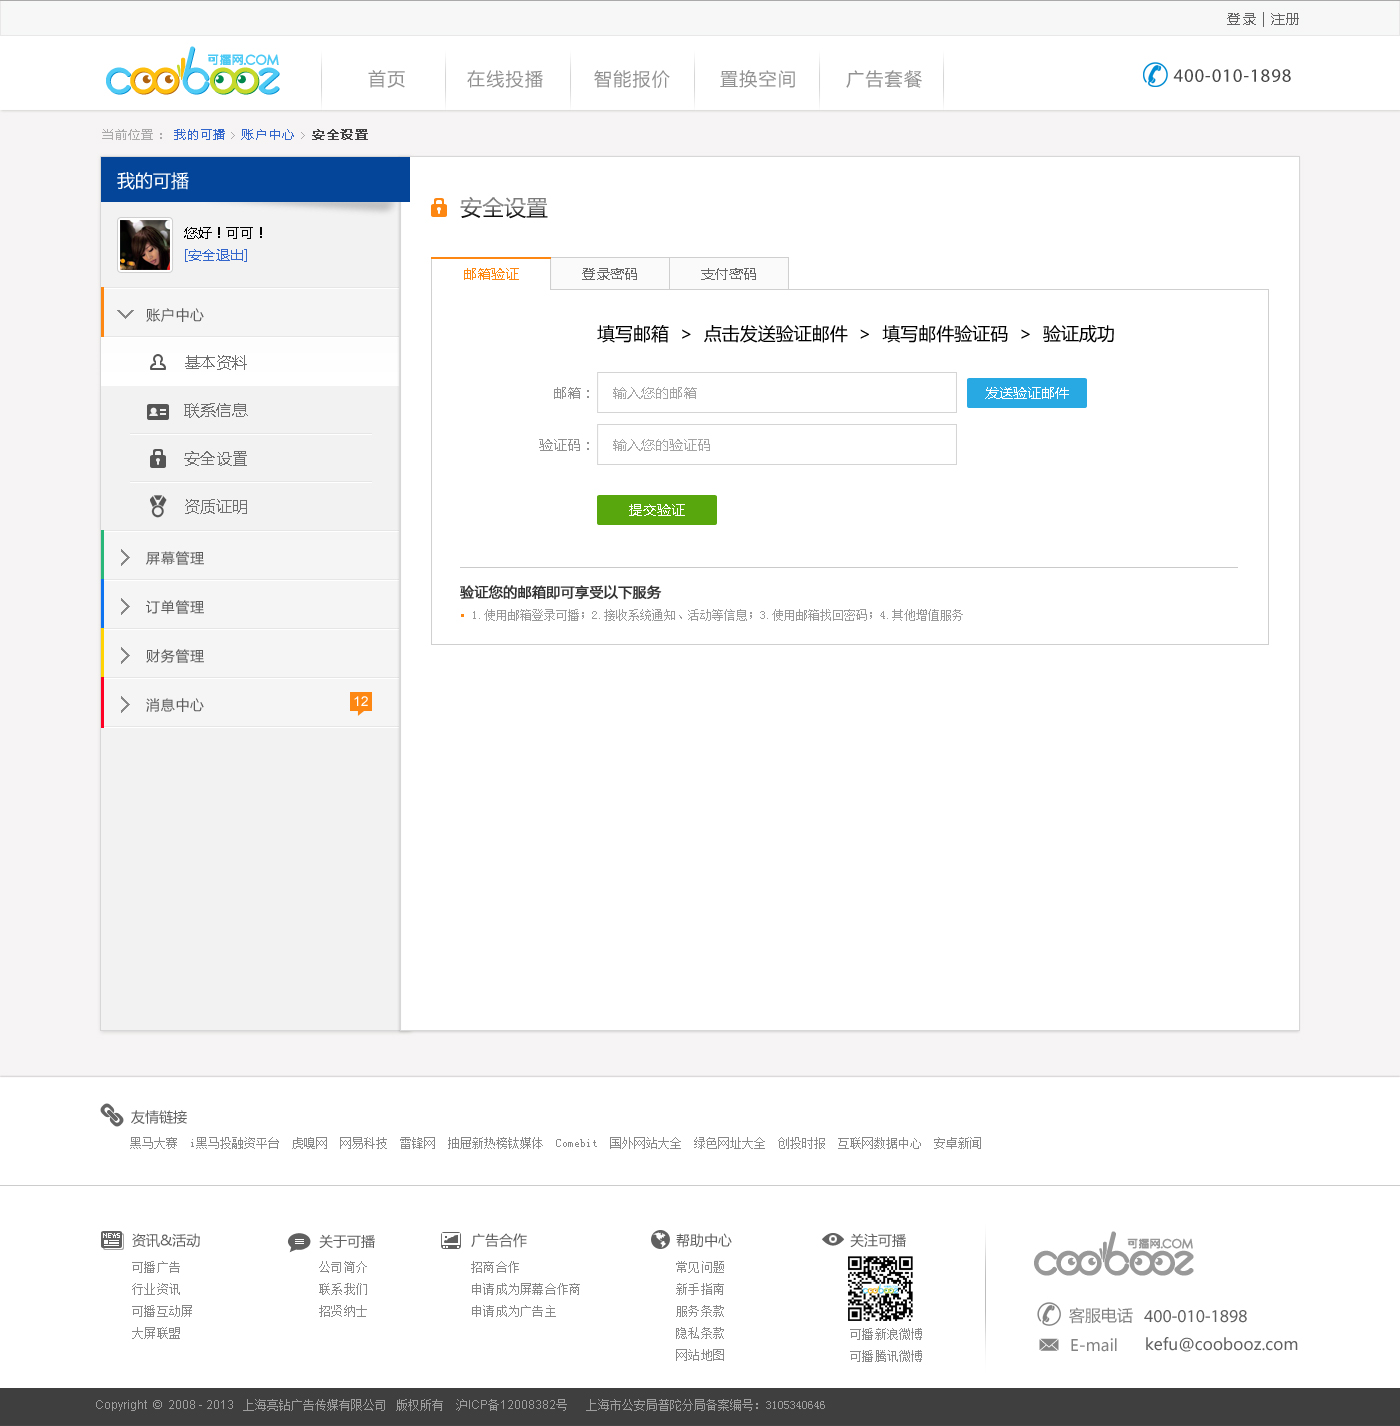 登录 | 注册
可播网.COM
coobooz
首页 在线投播 智能报价 置换空间 广告套餐
400-010-1898
当前位置： 我的可播 > 账户中心 > 安全设置
我的可播
您好！可可！
[安全退出]
账户中心
基本资料
联系信息
安全设置
资质证明
屏幕管理
订单管理
财务管理
消息中心 12
安全设置
邮箱验证 登录密码 支付密码
填写邮箱 > 点击发送验证邮件 > 填写邮件验证码 > 验证成功
邮箱： 输入您的邮箱 发送验证邮件
验证码： 输入您的验证码
提交验证
验证您的邮箱即可享受以下服务
1. 使用邮箱登录可播；2. 接收系统通知、活动等信息；3. 使用邮箱找回密码；4. 其他增值服务
友情链接
黑马大赛 i黑马投融资平台 虎嗅网 网易科技 雷锋网 抽屉新热榜钛媒体 Comebit 国外网站大全 绿色网址大全 创投时报 互联网数据中心 安卓新闻
NEWS 资讯&活动
可播广告
行业资讯
可播互动屏
大屏联盟
关于可播
公司简介
联系我们
招贤纳士
广告合作
招商合作
申请成为屏幕合作商
申请成为广告主
帮助中心
常见问题
新手指南
服务条款
隐私条款
网站地图
关注可播
coobooz
可播新浪微博
可播腾讯微博
可播网.COM
coobooz
客服电话 400-010-1898
E-mail kefu@coobooz.com
Copyright © 2008 - 2013 上海亮钻广告传媒有限公司 版权所有 沪ICP备12008382号 上海市公安局普陀分局备案编号：3105340646